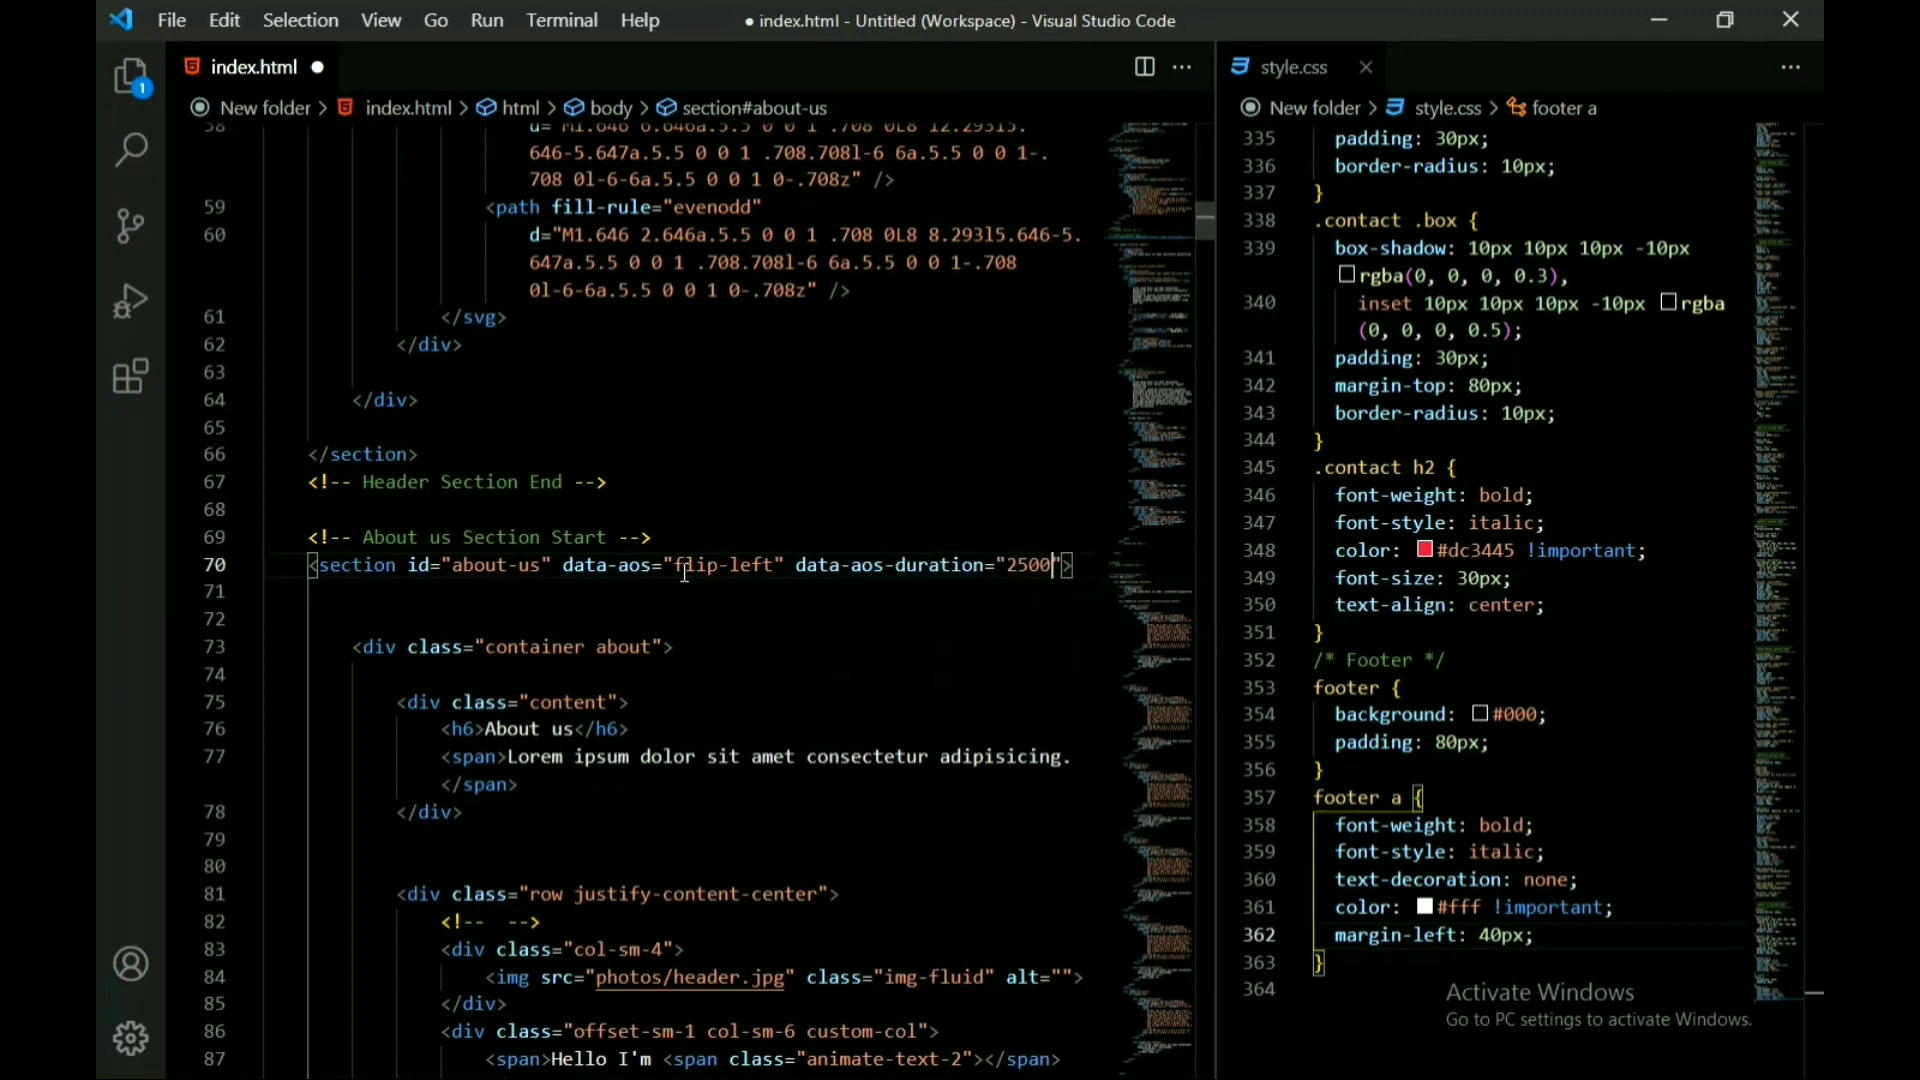 File Edit Selection View Go Run Terminal Help ● index.html - Untitled (Workspace) - Visual Studio Code
index.html ●
1
New folder > index.html > html > body > section#about-us
58 d="M1.646 6.646a.5.5 0 0 1 .708 0L8 12.293l5.
646-5.647a.5.5 0 0 1 .708.708l-6 6a.5.5 0 0 1-.
708 0l-6-6a.5.5 0 0 1 0-.708z" />
59 <path fill-rule="evenodd"
60 d="M1.646 2.646a.5.5 0 0 1 .708 0L8 8.293l5.646-5.
647a.5.5 0 0 1 .708.708l-6 6a.5.5 0 0 1-.708
0l-6-6a.5.5 0 0 1 0-.708z" />
61 </svg>
62 </div>
63
64 </div>
65
66 </section>
67 <!-- Header Section End -->
68
69 <!-- About us Section Start -->
70 <section id="about-us" data-aos="flip-left" data-aos-duration="2500">
71
72
73 <div class="container about">
74
75 <div class="content">
76 <h6>About us</h6>
77 <span>Lorem ipsum dolor sit amet consectetur adipisicing.
</span>
78 </div>
79
80
81 <div class="row justify-content-center">
82 <!-- -->
83 <div class="col-sm-4">
84 <img src="photos/header.jpg" class="img-fluid" alt="">
85 </div>
86 <div class="offset-sm-1 col-sm-6 custom-col">
87 <span>Hello I'm <span class="animate-text-2"></span>
style.css
New folder > style.css > footer a
335 padding: 30px;
336 border-radius: 10px;
337 }
338 .contact .box {
339 box-shadow: 10px 10px 10px -10px
rgba(0, 0, 0, 0.3),
340 inset 10px 10px 10px -10px rgba
(0, 0, 0, 0.5);
341 padding: 30px;
342 margin-top: 80px;
343 border-radius: 10px;
344 }
345 .contact h2 {
346 font-weight: bold;
347 font-style: italic;
348 color: #dc3445 !important;
349 font-size: 30px;
350 text-align: center;
351 }
352 /* Footer */
353 footer {
354 background: #000;
355 padding: 80px;
356 }
357 footer a {
358 font-weight: bold;
359 font-style: italic;
360 text-decoration: none;
361 color: #fff !important;
362 margin-left: 40px;
363 }
364
Activate Windows
Go to PC settings to activate Windows.